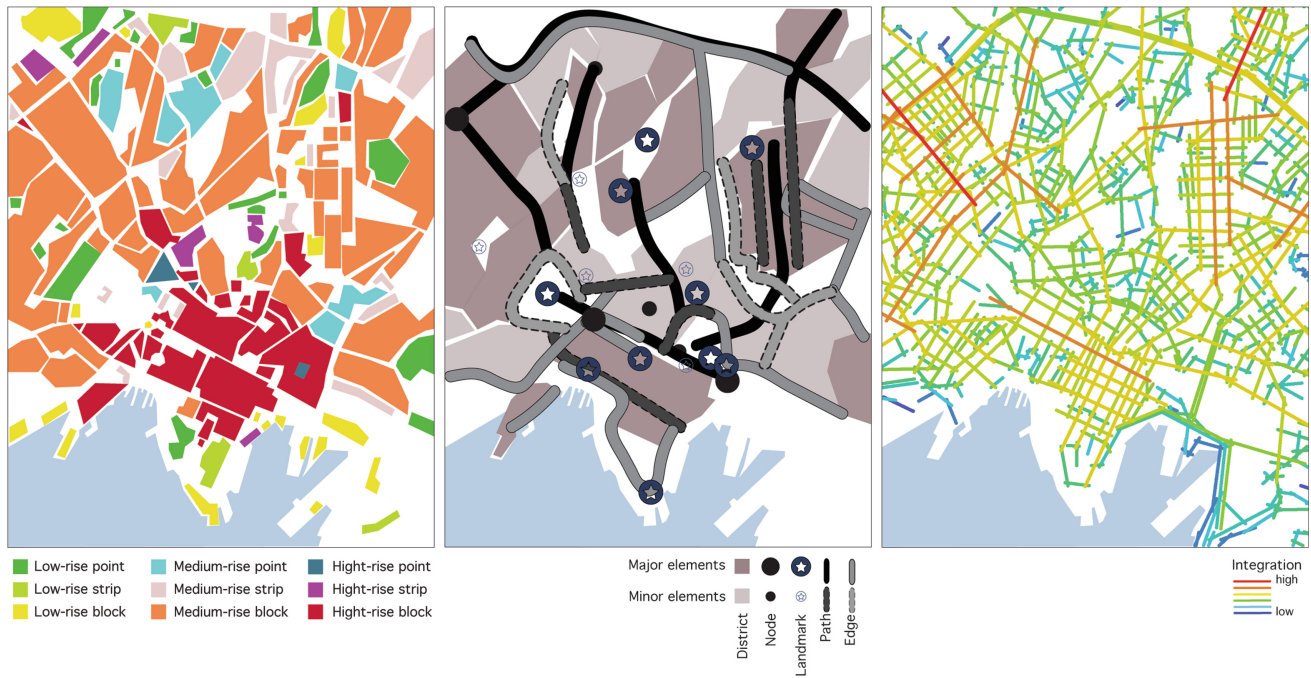 Low-rise point
Medium-rise point
Hight-rise point
Low-rise strip
Medium-rise strip
Hight-rise strip
Low-rise block
Medium-rise block
Hight-rise block
Major elements
Minor elements
District
Node
Landmark
Path
Edge
Integration
high
low